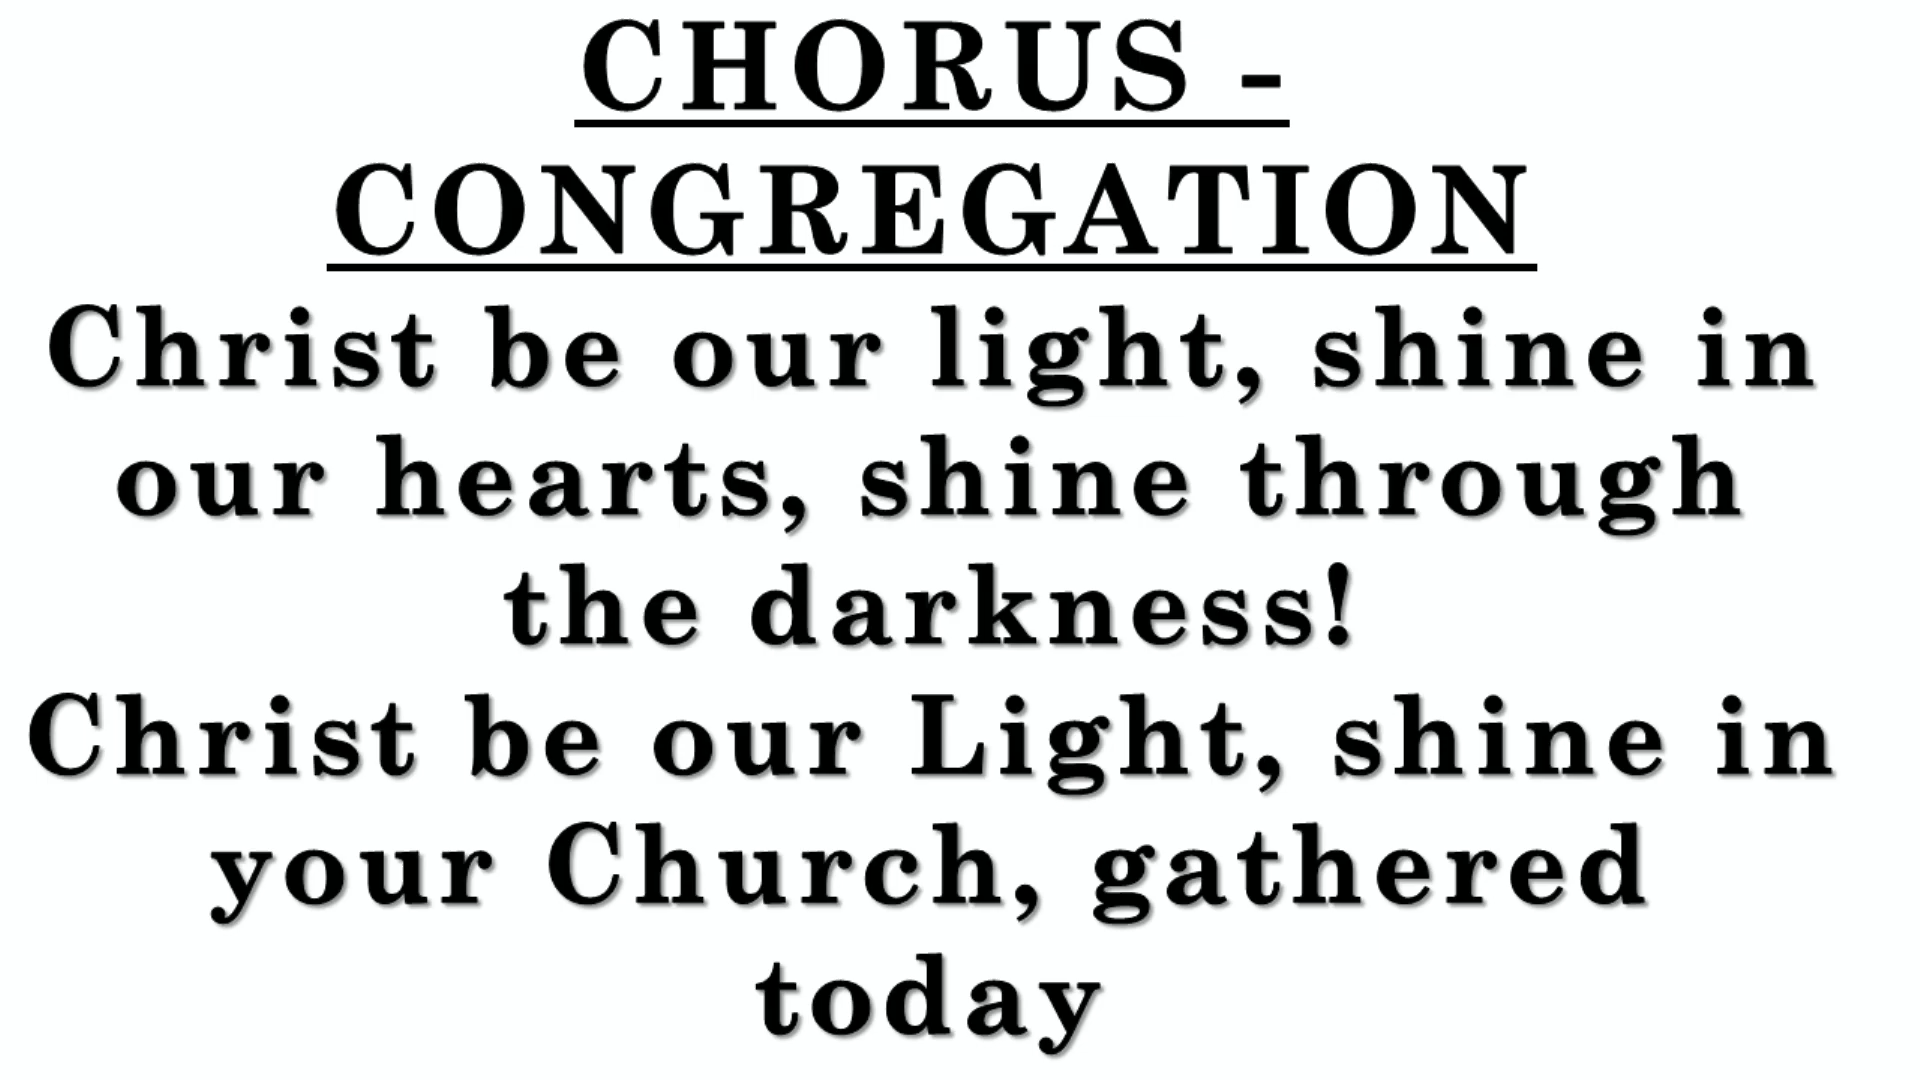 CHORUS -
CONGREGATION
Christ be our light, shine in
our hearts, shine through
the darkness!
Christ be our Light, shine in
your Church, gathered
today